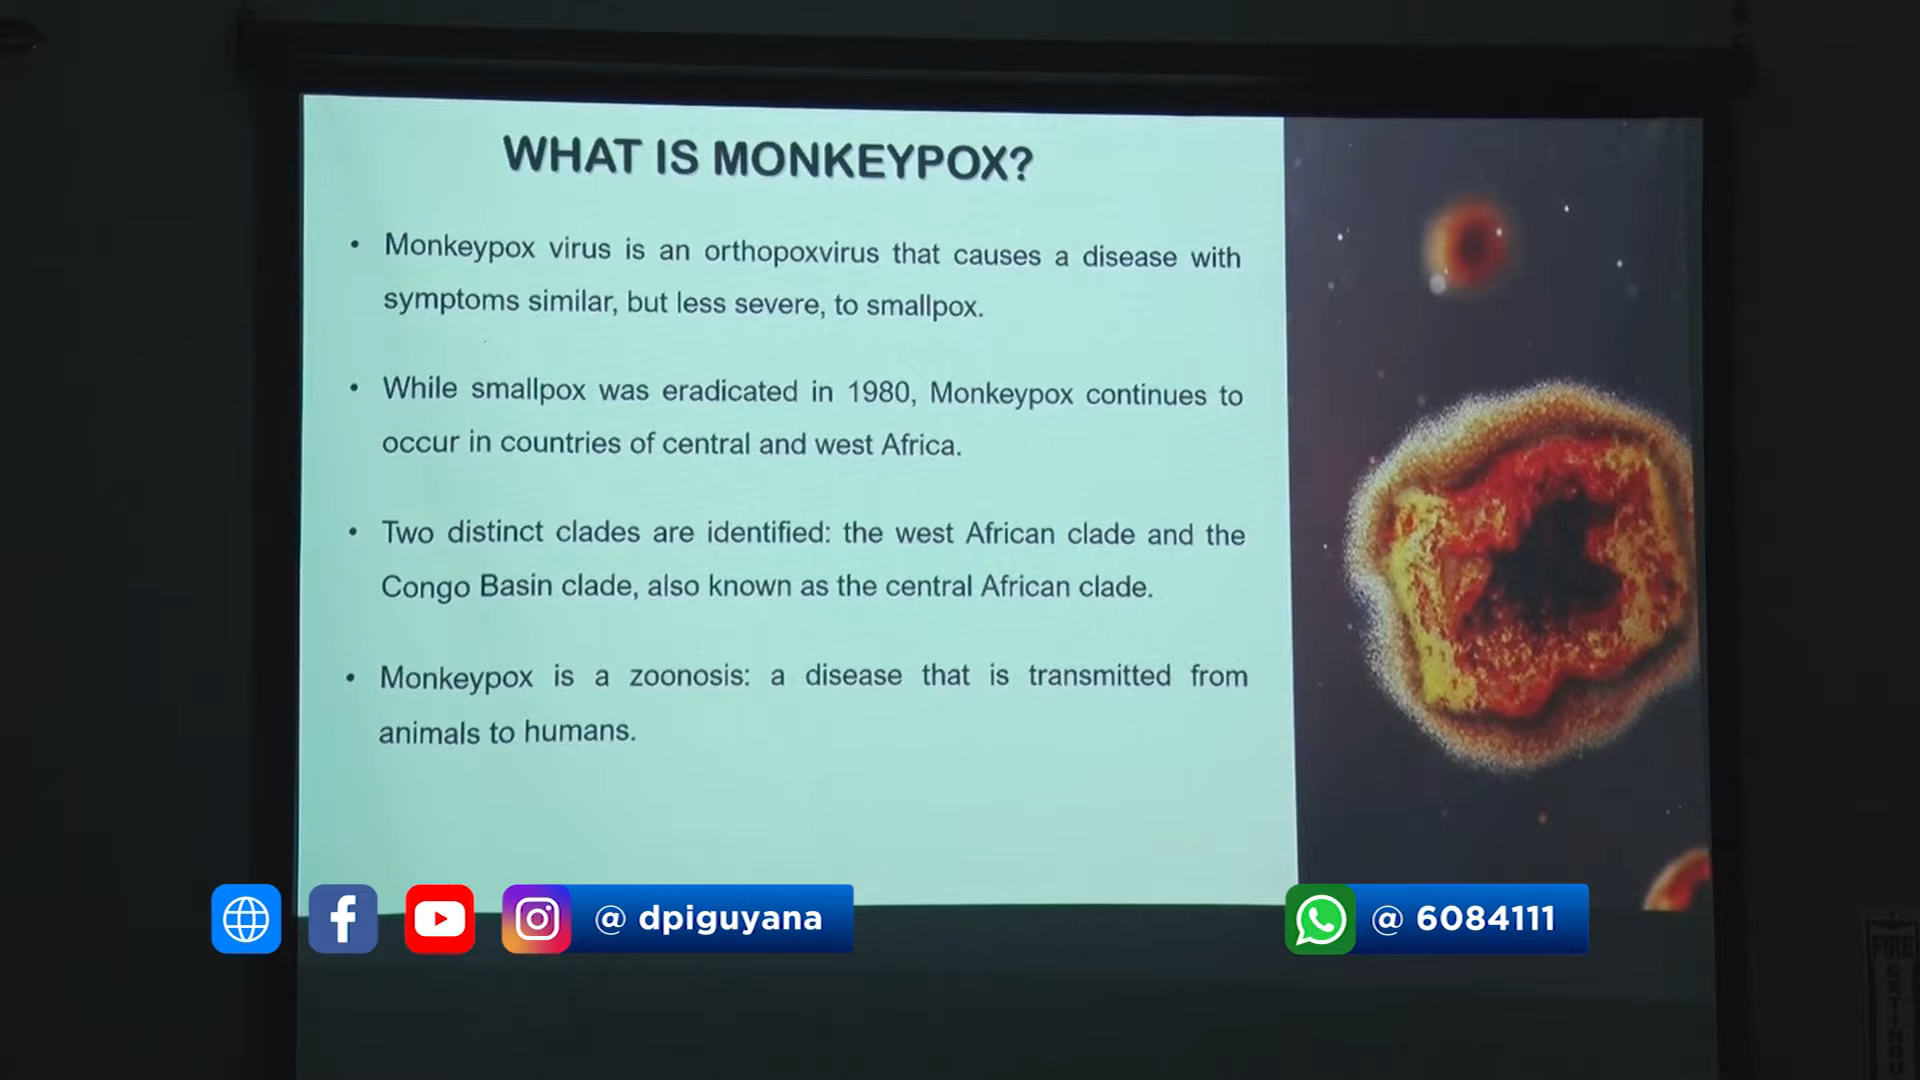 WHAT IS MONKEYPOX?
• Monkeypox virus is an orthopoxvirus that causes a disease with
symptoms similar, but less severe, to smallpox.
• While smallpox was eradicated in 1980, Monkeypox continues to
occur in countries of central and west Africa.
• Two distinct clades are identified: the west African clade and the
Congo Basin clade, also known as the central African clade.
• Monkeypox is a zoonosis: a disease that is transmitted from
animals to humans.
@ dpiguyana
@ 6084111
FIRE